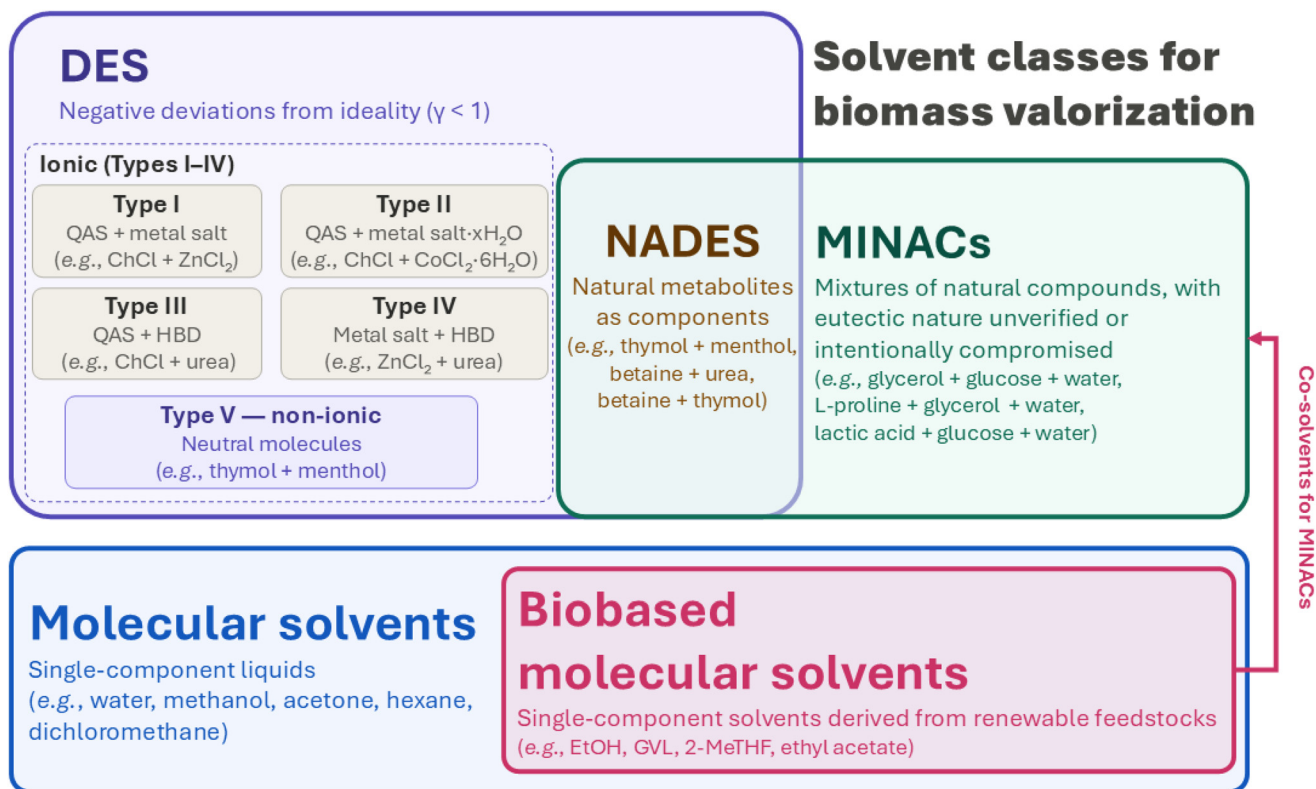 Solvent classes for
biomass valorization
DES
Negative deviations from ideality (γ < 1)
Ionic (Types I–IV)
Type I
QAS + metal salt
(e.g., ChCl + ZnCl₂)
Type II
QAS + metal salt·xH₂O
(e.g., ChCl + CoCl₂·6H₂O)
Type III
QAS + HBD
(e.g., ChCl + urea)
Type IV
Metal salt + HBD
(e.g., ZnCl₂ + urea)
Type V — non-ionic
Neutral molecules
(e.g., thymol + menthol)
NADES
Natural metabolites
as components
(e.g., thymol + menthol,
betaine + urea,
betaine + thymol)
MINACs
Mixtures of natural compounds, with
eutectic nature unverified or
intentionally compromised
(e.g., glycerol + glucose + water,
L-proline + glycerol + water,
lactic acid + glucose + water)
Co-solvents for MINACs
Molecular solvents
Single-component liquids
(e.g., water, methanol, acetone, hexane,
dichloromethane)
Biobased
molecular solvents
Single-component solvents derived from renewable feedstocks
(e.g., EtOH, GVL, 2-MeTHF, ethyl acetate)